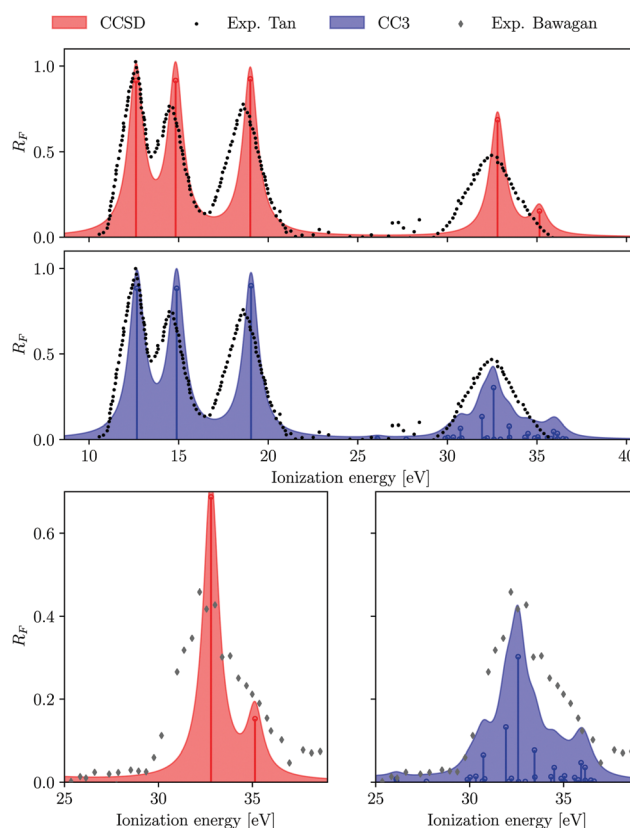 CCSD Exp. Tan CC3 Exp. Bawagan
1.0
R_F
0.5
0.0
1.0
R_F
0.5
0.0
10 15 20 25 30 35 40
Ionization energy [eV]
0.6
R_F
0.4
0.2
0.0
25 30 35 25 30 35
Ionization energy [eV] Ionization energy [eV]